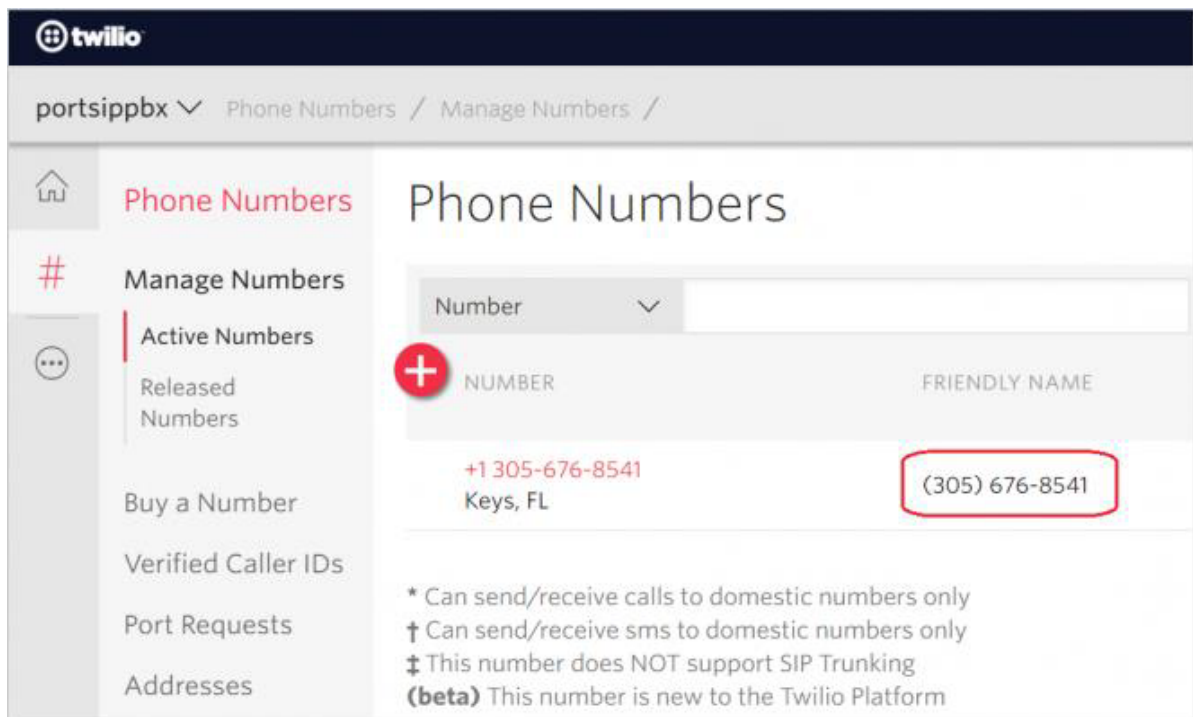 twilio
portsippbx Phone Numbers / Manage Numbers /
Phone Numbers
#
Manage Numbers
Active Numbers
Released
Numbers
Buy a Number
Verified Caller IDs
Port Requests
Addresses
Phone Numbers
Number
NUMBER FRIENDLY NAME
+1 305-676-8541 (305) 676-8541
Keys, FL
* Can send/receive calls to domestic numbers only
† Can send/receive sms to domestic numbers only
‡ This number does NOT support SIP Trunking
(beta) This number is new to the Twilio Platform